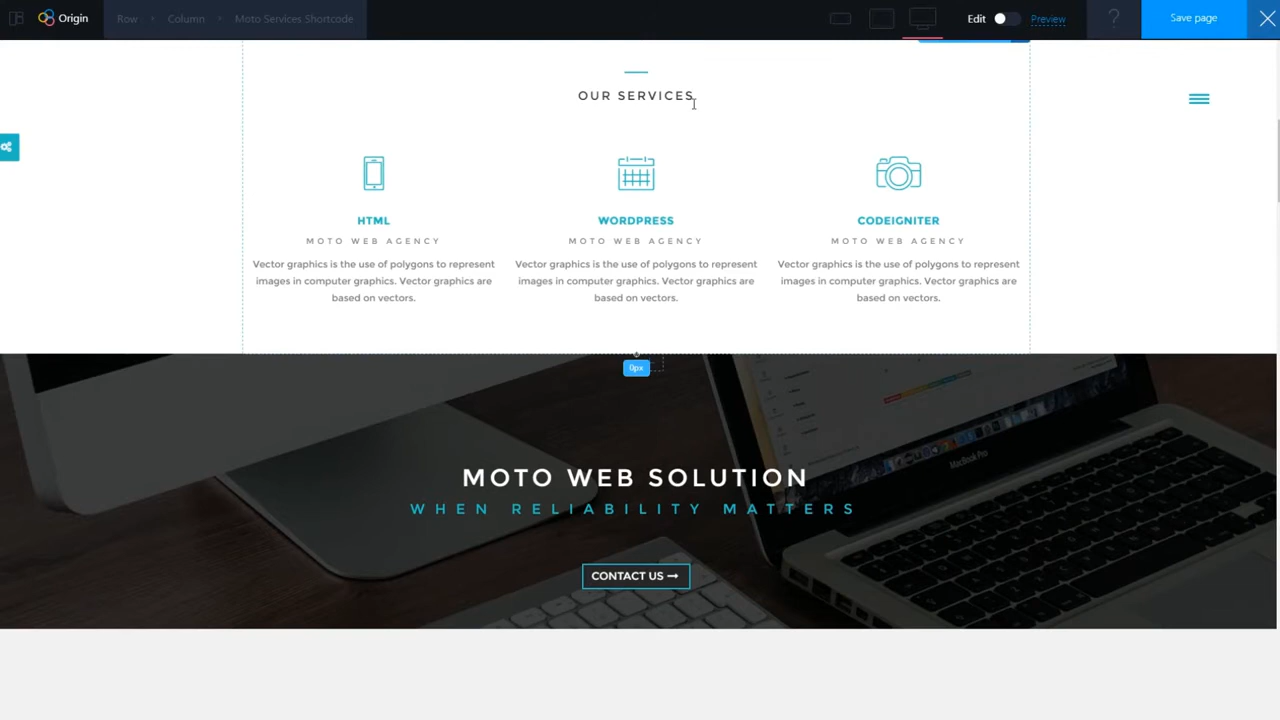 Origin Row Column Moto Services Shortcode Edit Preview ? Save page
OUR SERVICES
HTML WORDPRESS CODEIGNITER
MOTO WEB AGENCY MOTO WEB AGENCY MOTO WEB AGENCY
Vector graphics is the use of polygons to represent Vector graphics is the use of polygons to represent Vector graphics is the use of polygons to represent
images in computer graphics. Vector graphics are images in computer graphics. Vector graphics are images in computer graphics. Vector graphics are
based on vectors. based on vectors. based on vectors.
0px
MOTO WEB SOLUTION
WHEN RELIABILITY MATTERS
MacBook Pro
CONTACT US